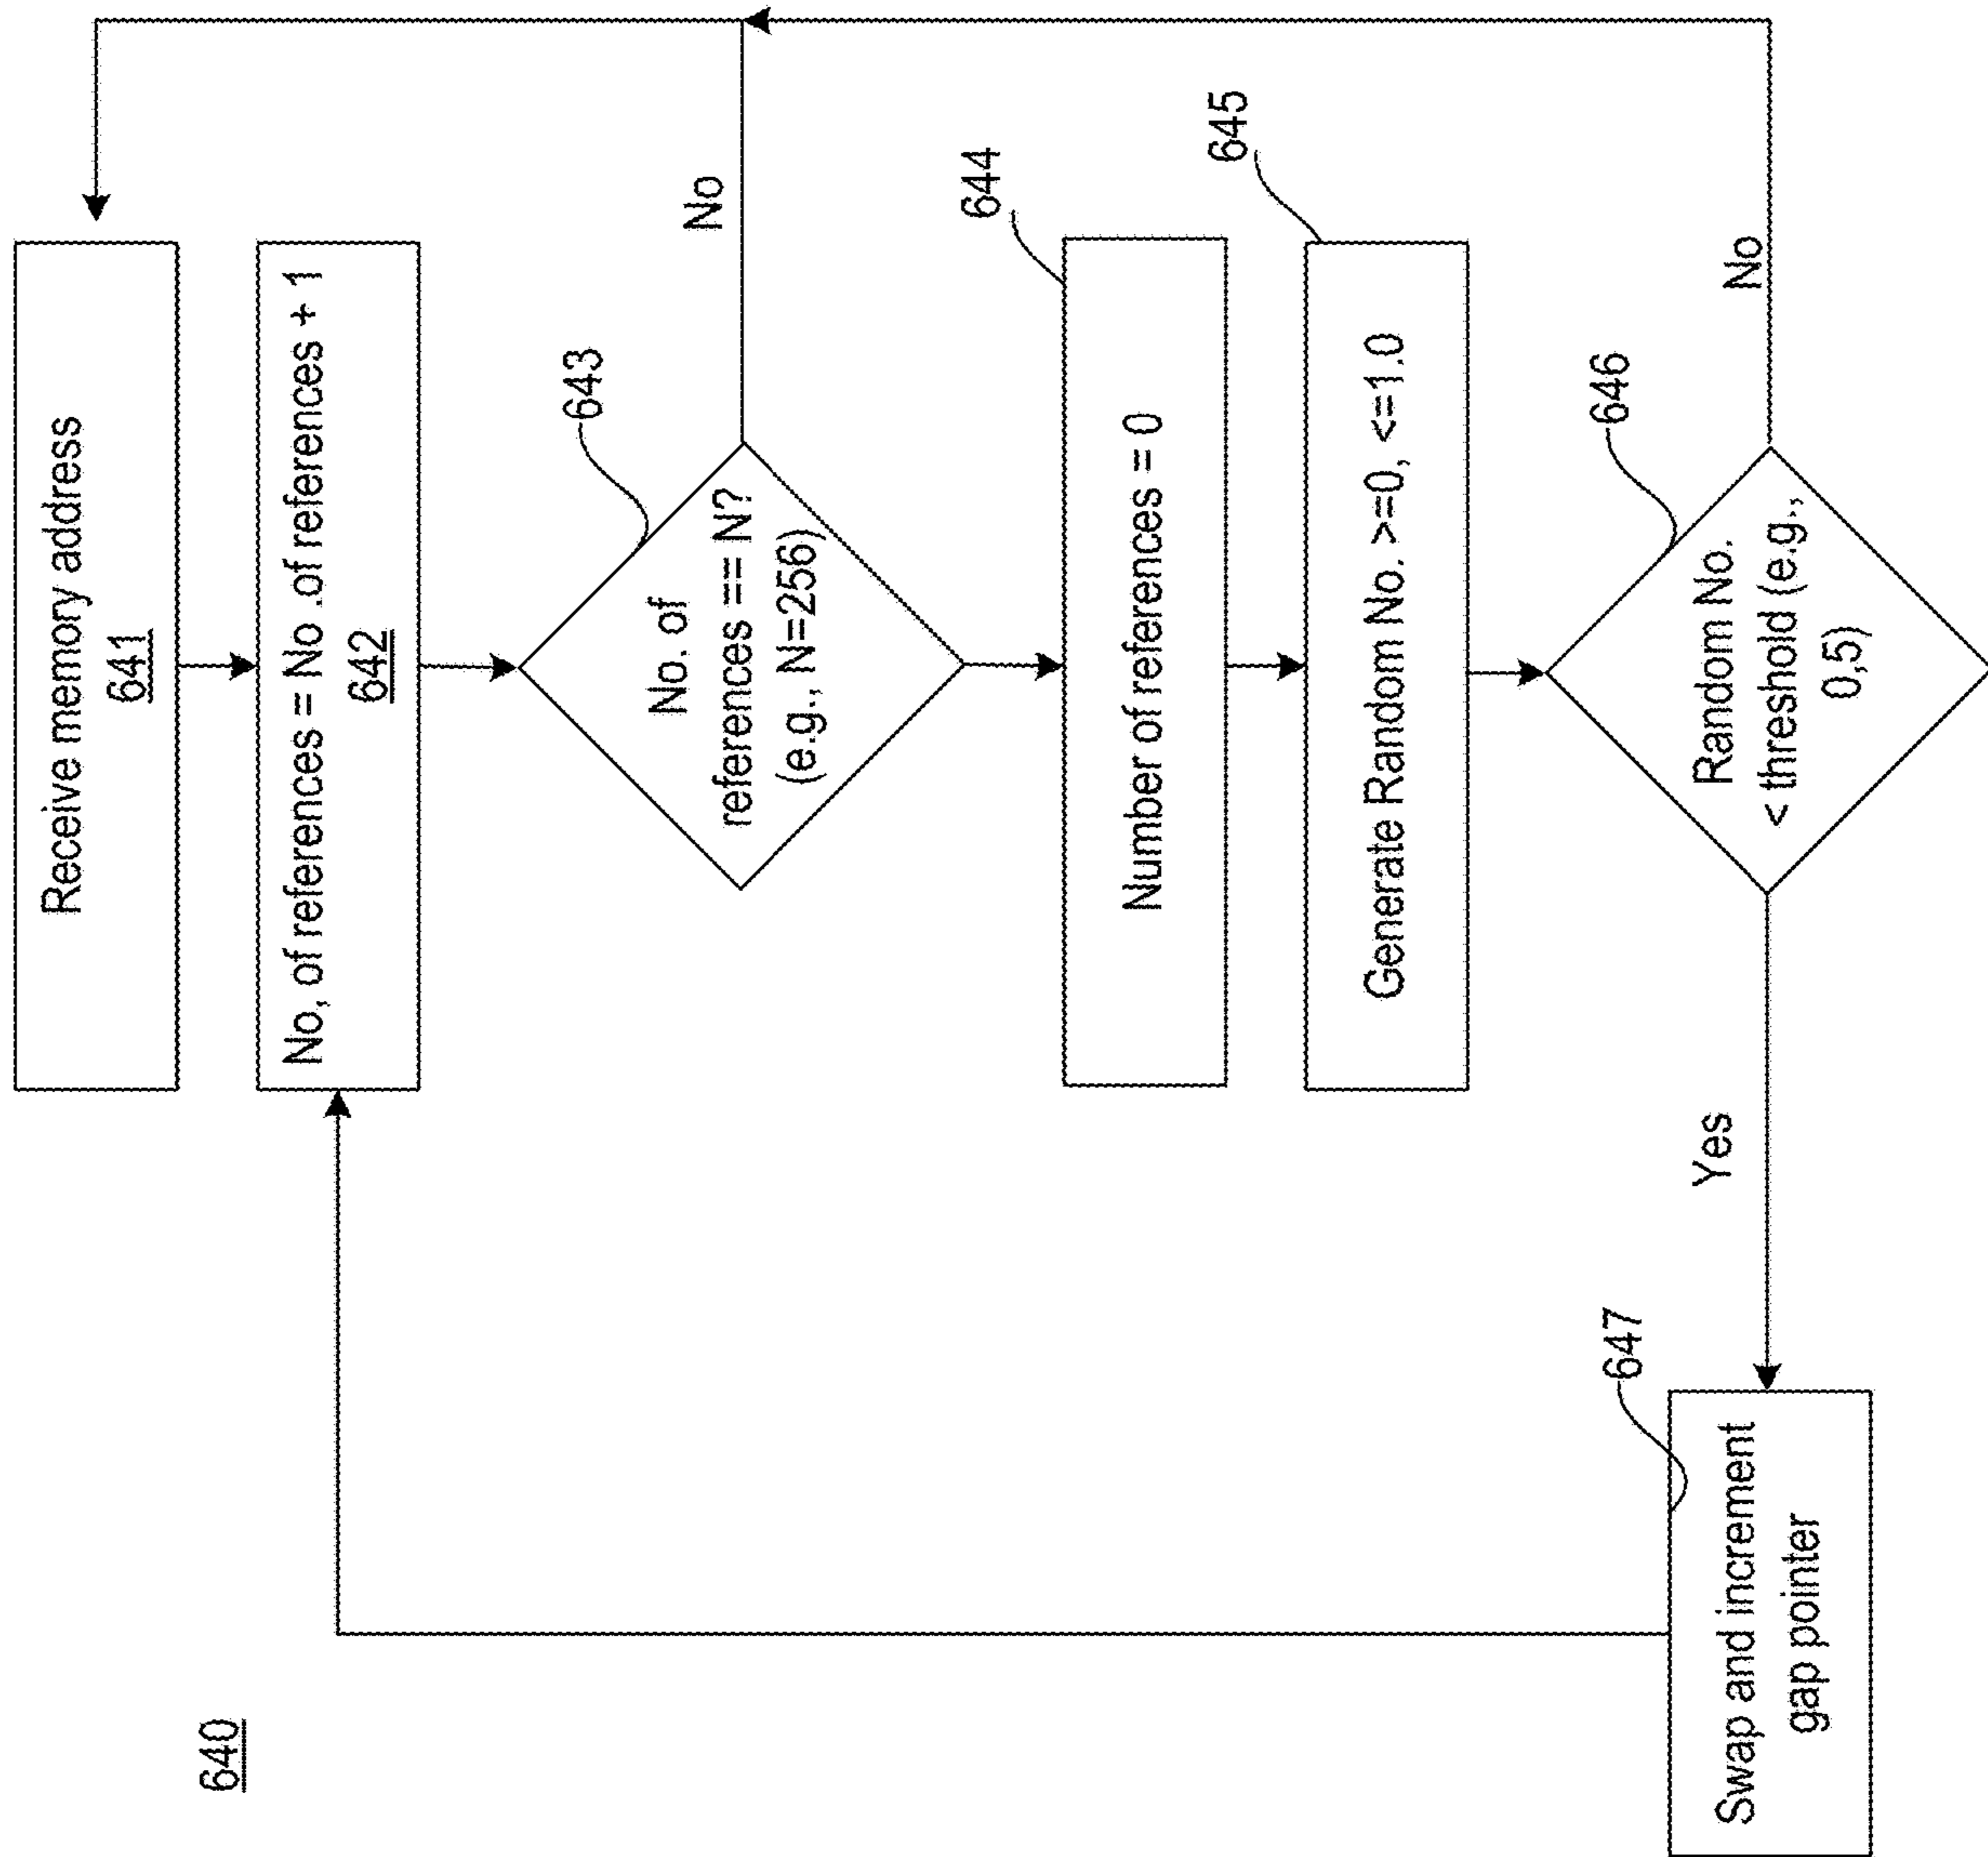 640
Receive memory address
641
No, of references = No .of references + 1
642
643
No. of
references == N?
(e.g., N=256)
No
644
Number of references = 0
645
Generate Random No. >=0, <=1.0
646
Random No.
< threshold (e.g.,
0,5)
No
Yes
647
Swap and increment
gap pointer